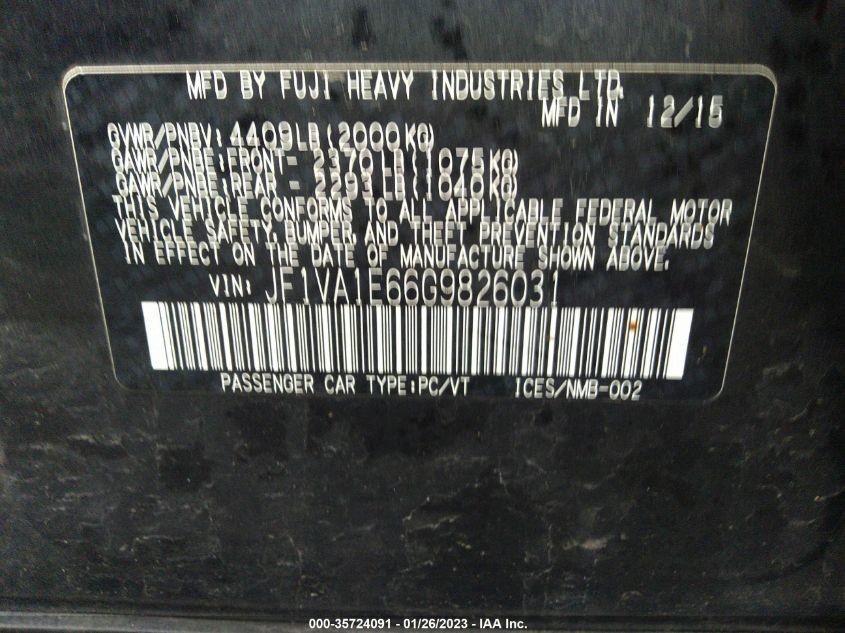 MFD BY FUJI HEAVY INDUSTRIES LTD.
MFD IN 12/15
GVWR/PNBV: 4409LB(2000KG)
GAWR/PNBE:FRONT- 2370LB(1075KG)
GAWR/PNBE:REAR - 2293LB(1040KG)
THIS VEHICLE CONFORMS TO ALL APPLICABLE FEDERAL MOTOR
VEHICLE SAFETY, BUMPER, AND THEFT PREVENTION STANDARDS
IN EFFECT ON THE DATE OF MANUFACTURE SHOWN ABOVE.
VIN: JF1VA1E66G9826031
PASSENGER CAR TYPE:PC/VT ICES/NMB-002
000-35724091 - 01/26/2023 - IAA Inc.